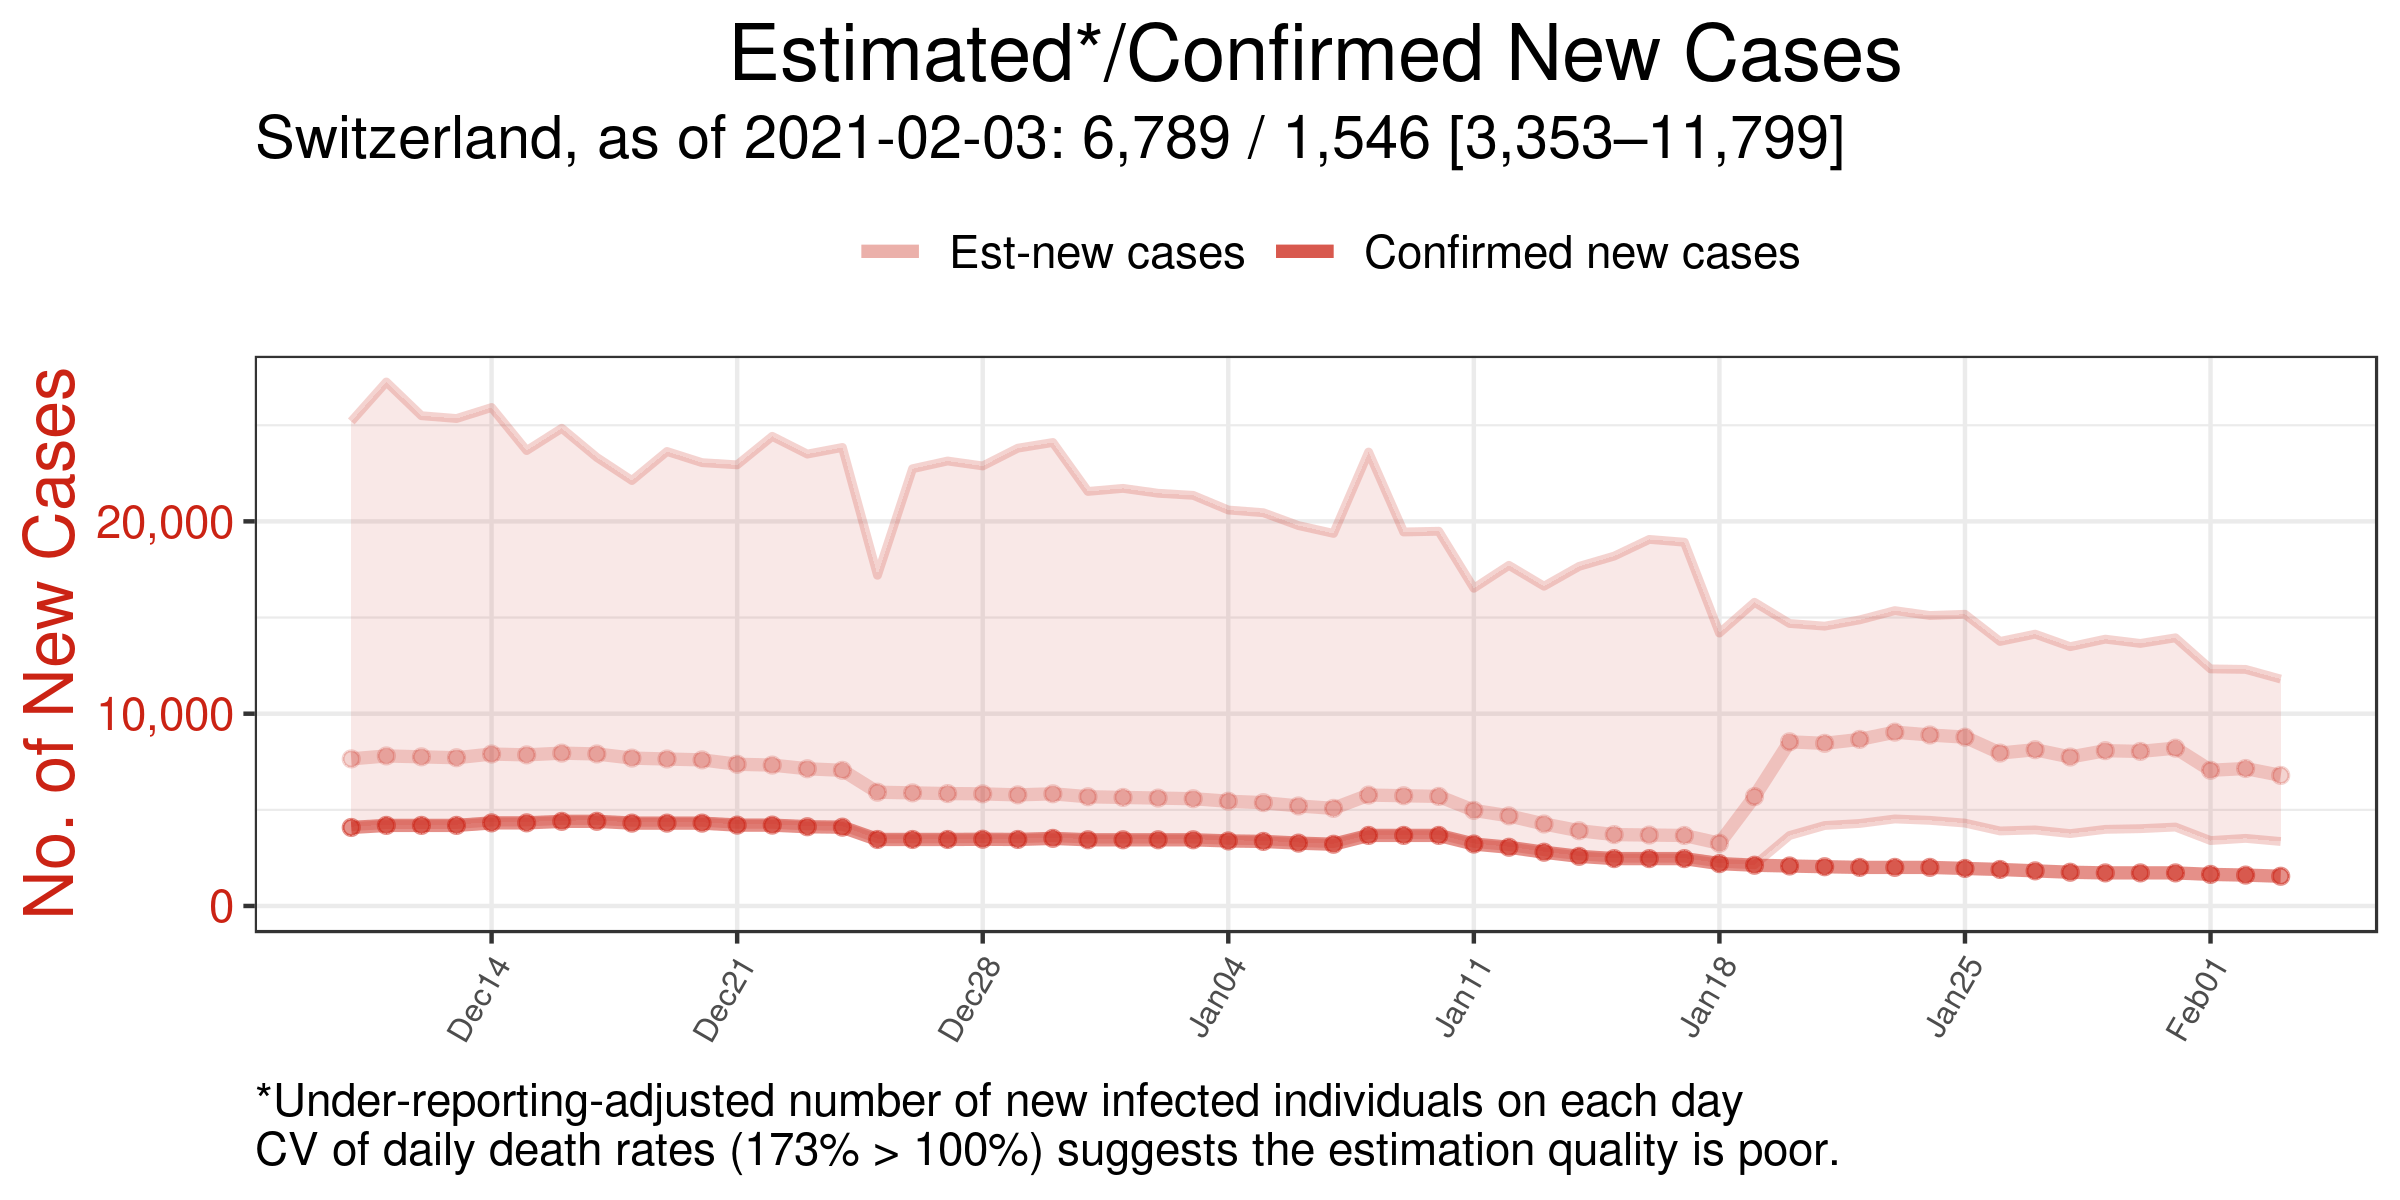 Estimated*/Confirmed New Cases
Switzerland, as of 2021-02-03: 6,789 / 1,546 [3,353–11,799]
Est-new cases
Confirmed new cases
No. of New Cases
20,000
10,000
0
Dec14
Dec21
Dec28
Jan04
Jan11
Jan18
Jan25
Feb01
*Under-reporting-adjusted number of new infected individuals on each day
CV of daily death rates (173% > 100%) suggests the estimation quality is poor.